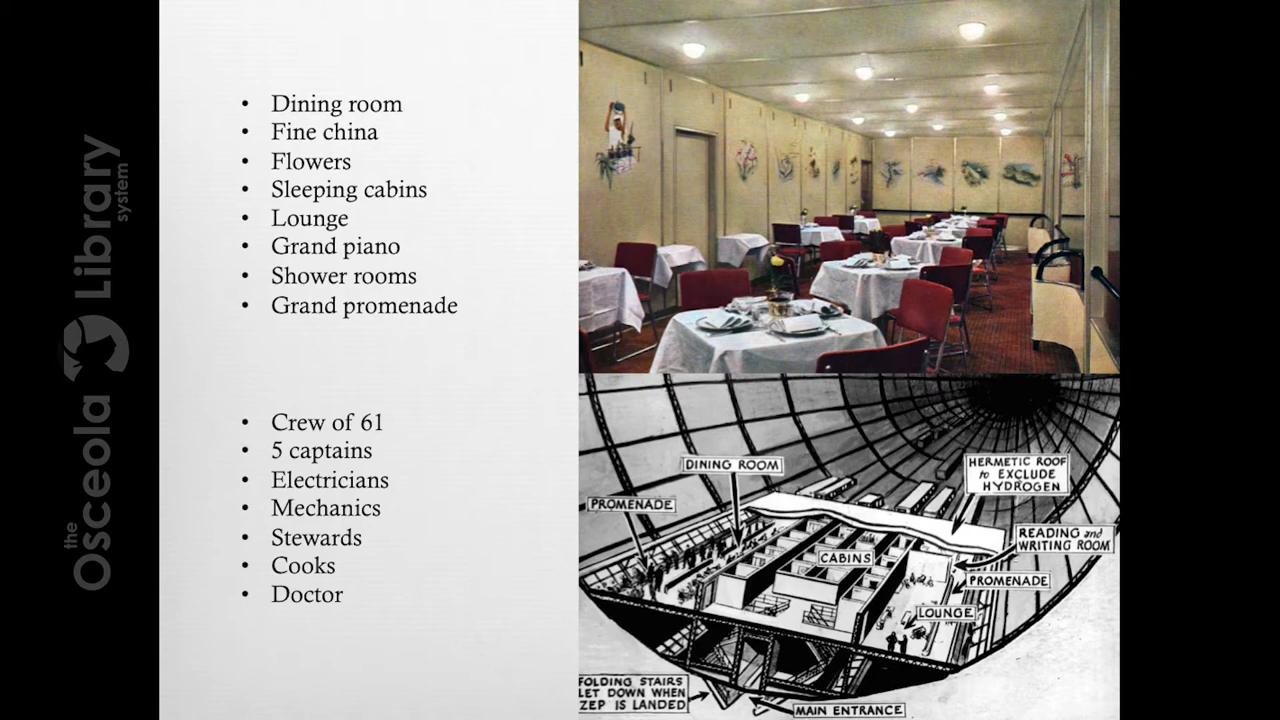 the Osceola Library
system
• Dining room
• Fine china
• Flowers
• Sleeping cabins
• Lounge
• Grand piano
• Shower rooms
• Grand promenade
• Crew of 61
• 5 captains
• Electricians
• Mechanics
• Stewards
• Cooks
• Doctor
DINING ROOM
HERMETIC ROOF
to EXCLUDE
HYDROGEN
PROMENADE
READING and
WRITING ROOM
CABINS
PROMENADE
LOUNGE
FOLDING STAIRS
LET DOWN WHEN
ZEP IS LANDED
MAIN ENTRANCE